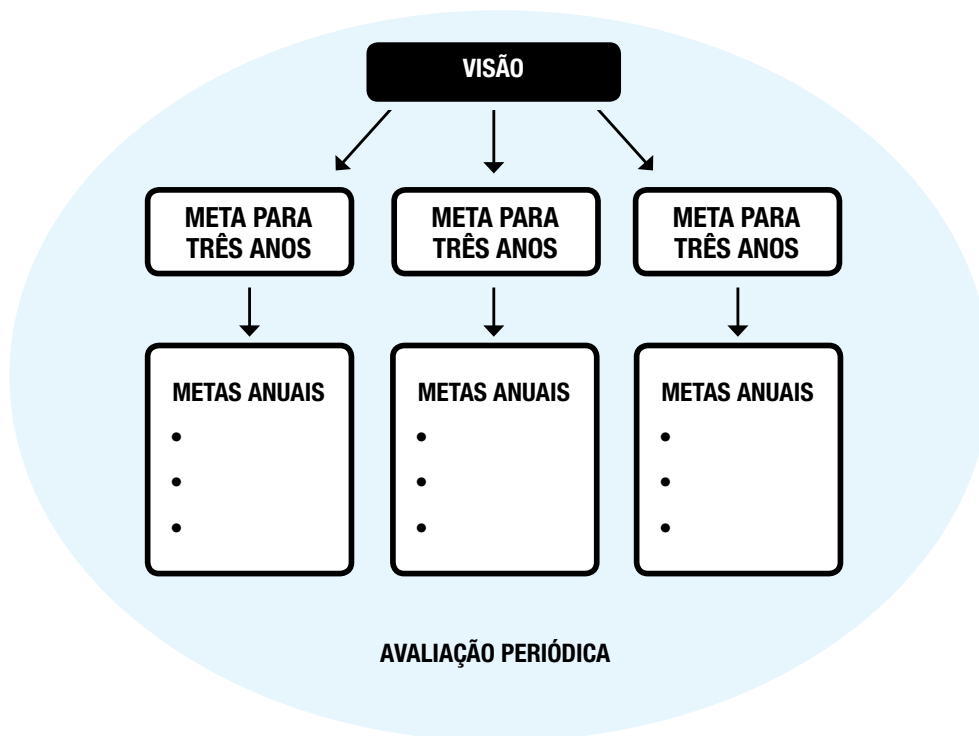 VISÃO
META PARA
TRÊS ANOS
META PARA
TRÊS ANOS
META PARA
TRÊS ANOS
METAS ANUAIS
•
•
•
METAS ANUAIS
•
•
•
METAS ANUAIS
•
•
•
AVALIAÇÃO PERIÓDICA